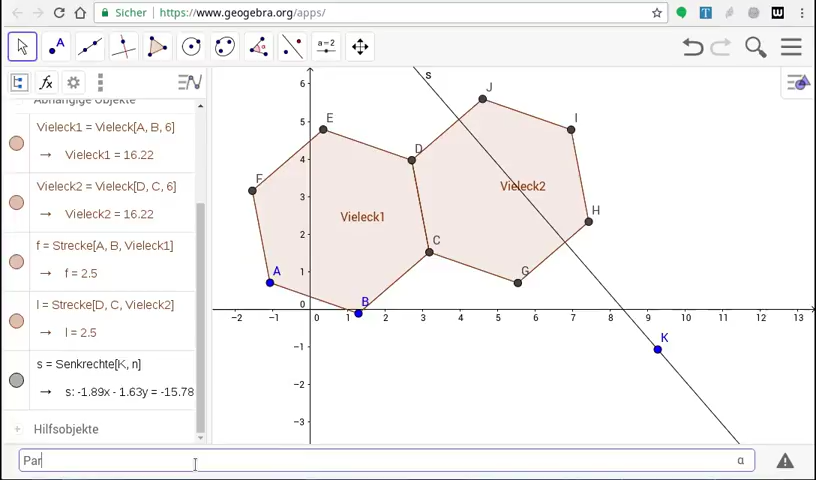 Sicher | https://www.geogebra.org/apps/
A
a=2
Abhängige Objekte
Vieleck1 = Vieleck[A, B, 6]
→ Vieleck1 = 16.22
Vieleck2 = Vieleck[D, C, 6]
→ Vieleck2 = 16.22
f = Strecke[A, B, Vieleck1]
→ f = 2.5
l = Strecke[D, C, Vieleck2]
→ l = 2.5
s = Senkrechte[K, n]
→ s: -1.89x - 1.63y = -15.78
+ Hilfsobjekte
s
J
E
I
D
F
Vieleck2
H
Vieleck1
C
A
G
B
K
6
5
4
3
2
1
0
−1
−2
−3
−2 −1 0 1 2 3 4 5 6 7 8 9 10 11 12 13
Par
α